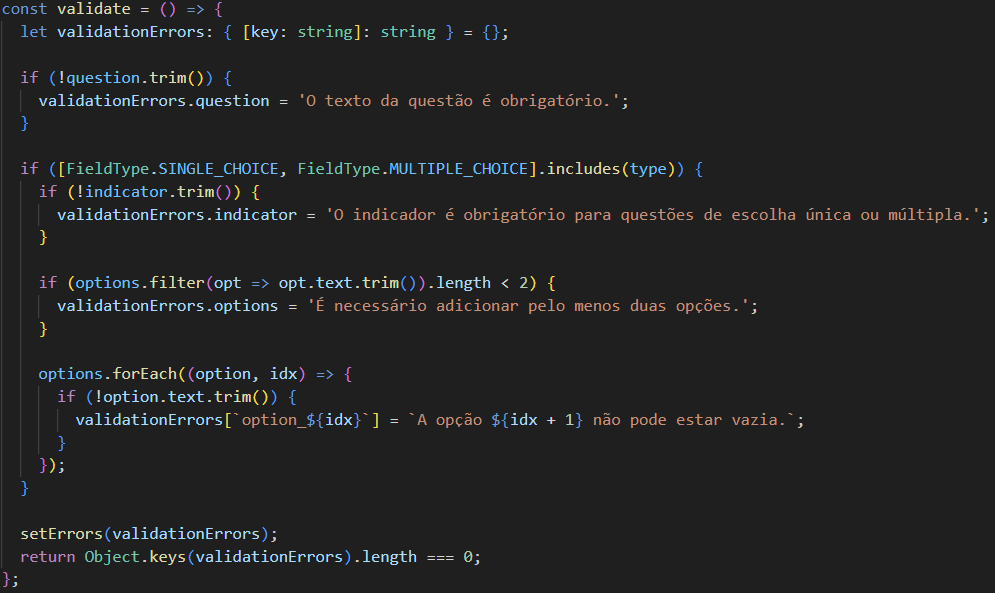 const validate = () => {
  let validationErrors: { [key: string]: string } = {};

  if (!question.trim()) {
    validationErrors.question = 'O texto da questão é obrigatório.';
  }

  if ([FieldType.SINGLE_CHOICE, FieldType.MULTIPLE_CHOICE].includes(type)) {
    if (!indicator.trim()) {
      validationErrors.indicator = 'O indicador é obrigatório para questões de escolha única ou múltipla.';
    }

    if (options.filter(opt => opt.text.trim()).length < 2) {
      validationErrors.options = 'É necessário adicionar pelo menos duas opções.';
    }

    options.forEach((option, idx) => {
      if (!option.text.trim()) {
        validationErrors[`option_${idx}`] = `A opção ${idx + 1} não pode estar vazia.`;
      }
    });
  }

  setErrors(validationErrors);
  return Object.keys(validationErrors).length === 0;
};